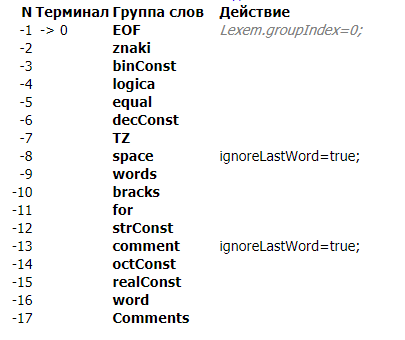 N Терминал Группа слов Действие
-1 -> 0 EOF Lexem.groupIndex=0;
-2 znaki
-3 binConst
-4 logica
-5 equal
-6 decConst
-7 TZ
-8 space ignoreLastWord=true;
-9 words
-10 bracks
-11 for
-12 strConst
-13 comment ignoreLastWord=true;
-14 octConst
-15 realConst
-16 word
-17 Comments